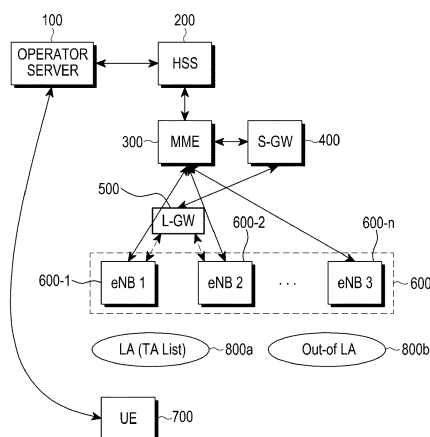 100
200
OPERATOR
SERVER
HSS
300
MME
S-GW
400
500
L-GW
600-2
600-n
600-1
eNB 1
eNB 2
. . .
eNB 3
600
LA (TA List)
800a
Out-of LA
800b
UE
700